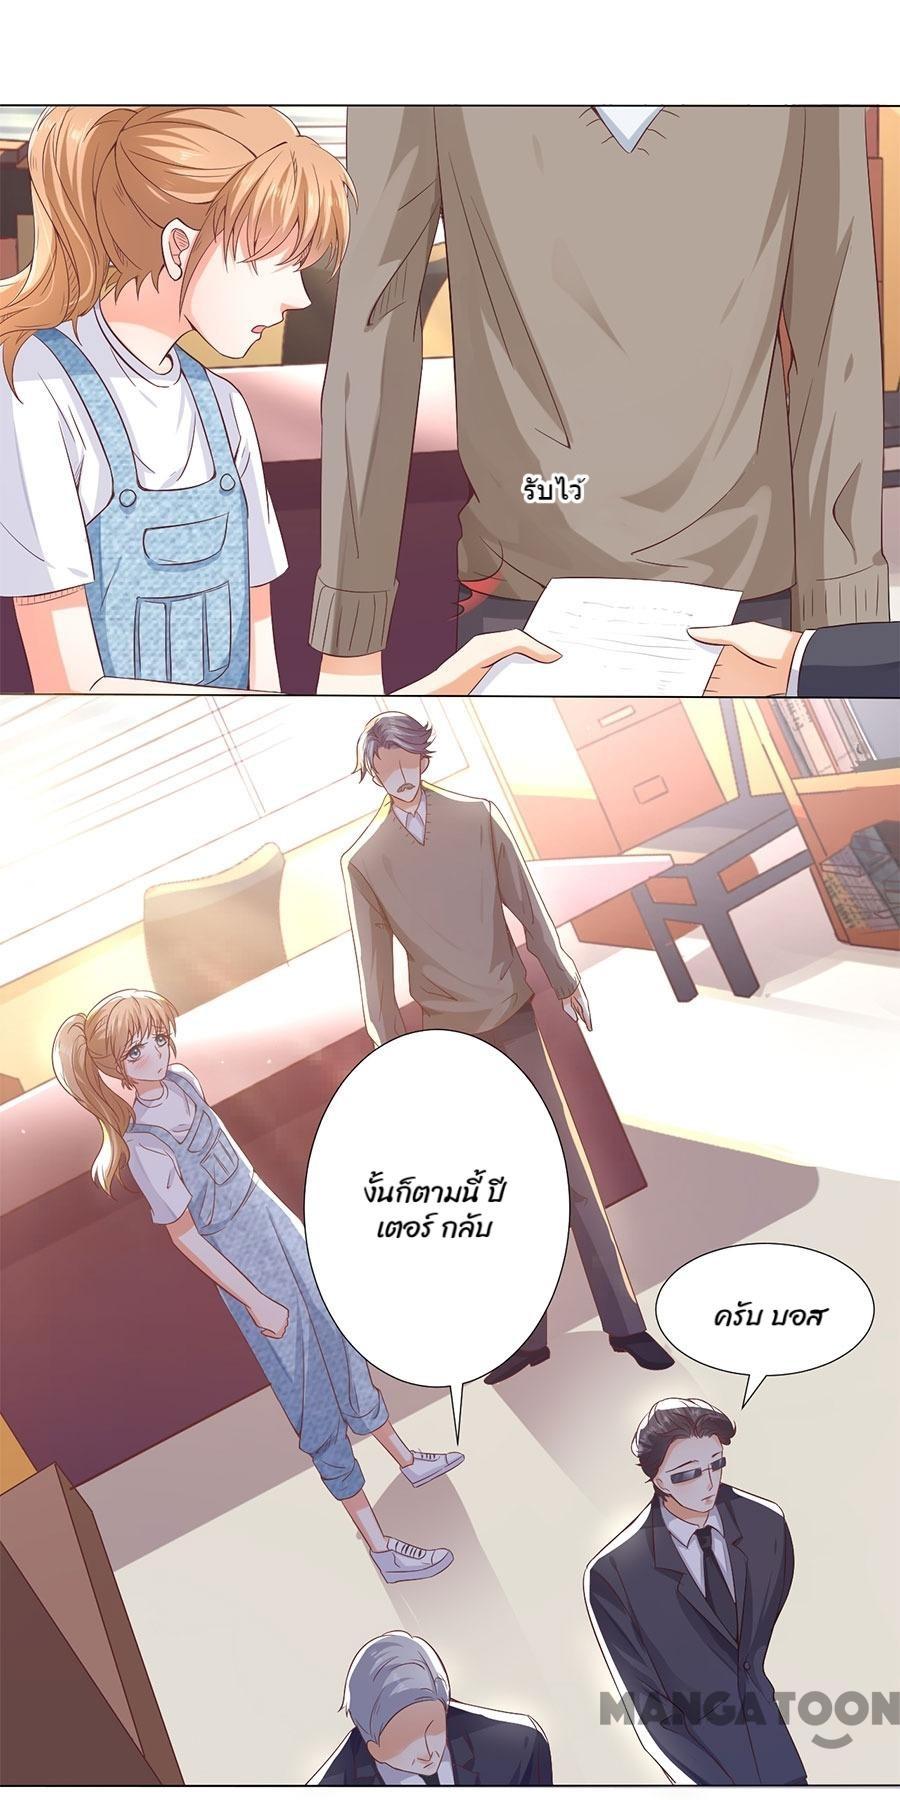 รับไว้
งั้นก็ตามนี้ ปี
เตอร์ กลับ
ครับ บอส
MANGATOON